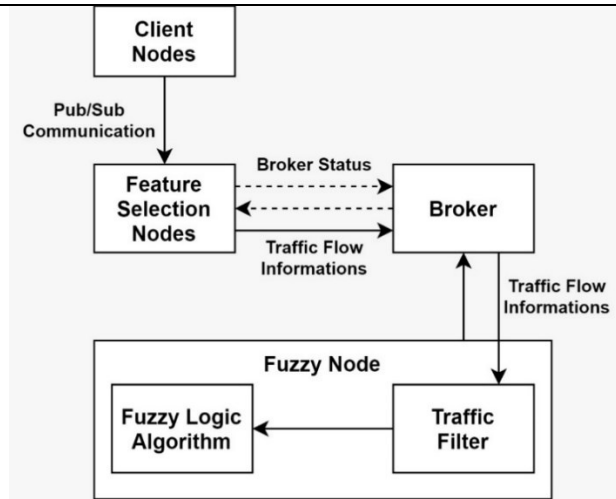 Client
Nodes
Pub/Sub
Communication
Feature
Selection
Nodes
Broker Status
Broker
Traffic Flow
Informations
Traffic Flow
Informations
Fuzzy Node
Fuzzy Logic
Algorithm
Traffic
Filter